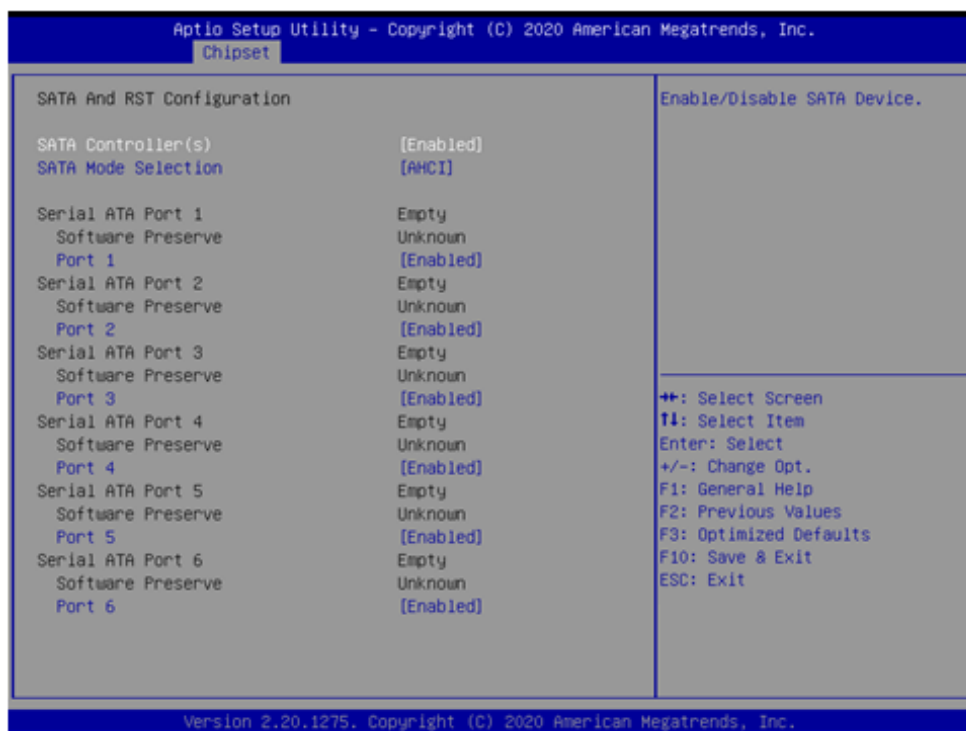 Aptio Setup Utility – Copyright (C) 2020 American Megatrends, Inc.
Chipset
SATA And RST Configuration
SATA Controller(s) [Enabled]
SATA Mode Selection [AHCI]
Serial ATA Port 1 Empty
Software Preserve Unknown
Port 1 [Enabled]
Serial ATA Port 2 Empty
Software Preserve Unknown
Port 2 [Enabled]
Serial ATA Port 3 Empty
Software Preserve Unknown
Port 3 [Enabled]
Serial ATA Port 4 Empty
Software Preserve Unknown
Port 4 [Enabled]
Serial ATA Port 5 Empty
Software Preserve Unknown
Port 5 [Enabled]
Serial ATA Port 6 Empty
Software Preserve Unknown
Port 6 [Enabled]
Enable/Disable SATA Device.
→←: Select Screen
↑↓: Select Item
Enter: Select
+/-: Change Opt.
F1: General Help
F2: Previous Values
F3: Optimized Defaults
F10: Save & Exit
ESC: Exit
Version 2.20.1275. Copyright (C) 2020 American Megatrends, Inc.